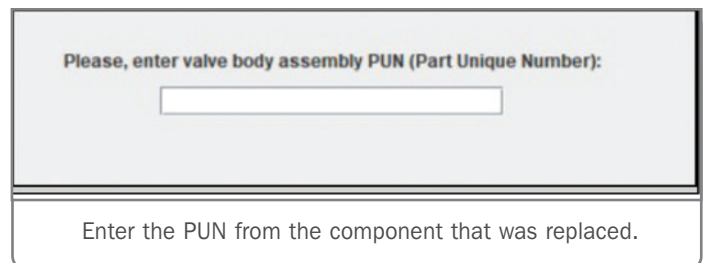 Please, enter valve body assembly PUN (Part Unique Number):
Enter the PUN from the component that was replaced.